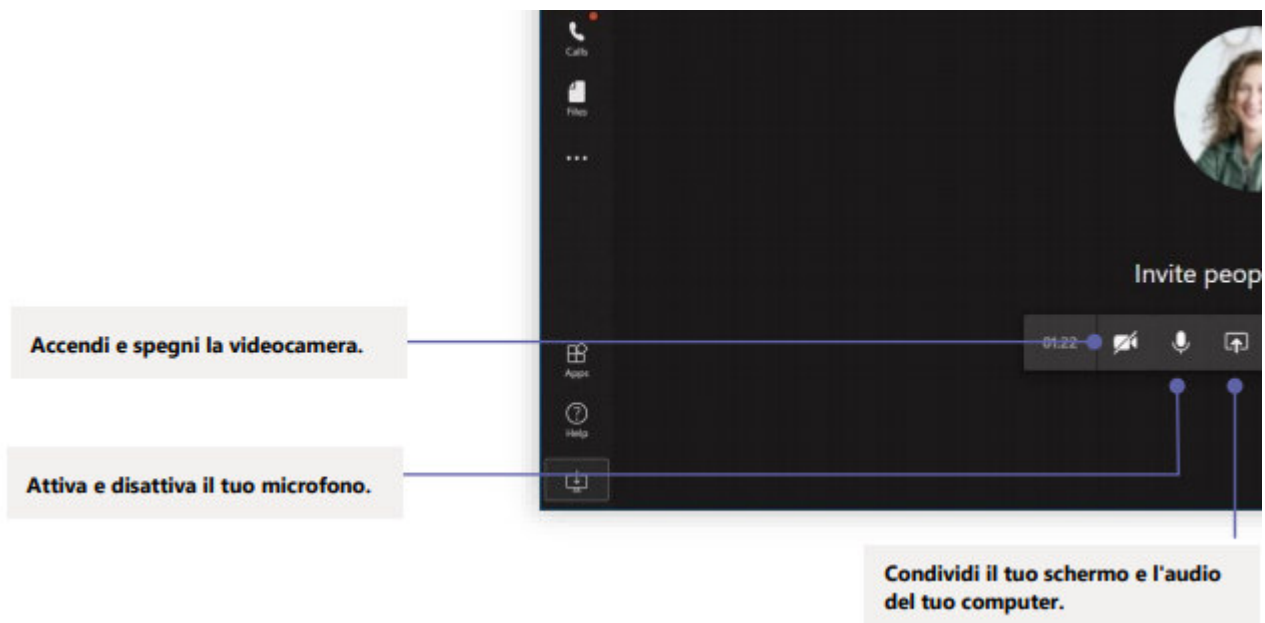 Calls
Files
Invite peop
Accendi e spegni la videocamera.
01:22
Apps
Help
Attiva e disattiva il tuo microfono.
Condividi il tuo schermo e l'audio
del tuo computer.